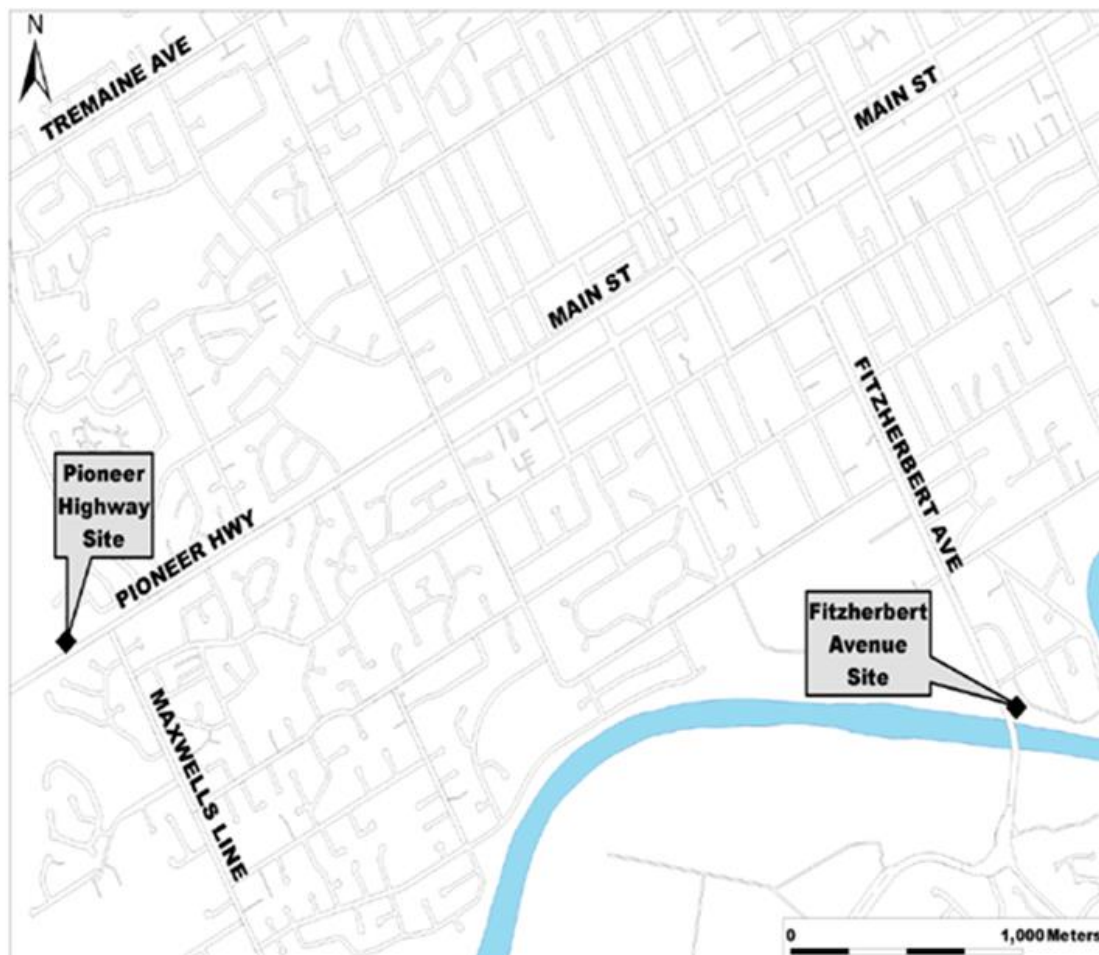 N
TREMAINE AVE
MAIN ST
MAIN ST
FITZHERBERT AVE
Pioneer
Highway
Site
PIONEER HWY
Fitzherbert
Avenue
Site
MAXWELLS LINE
0 1,000 Meters